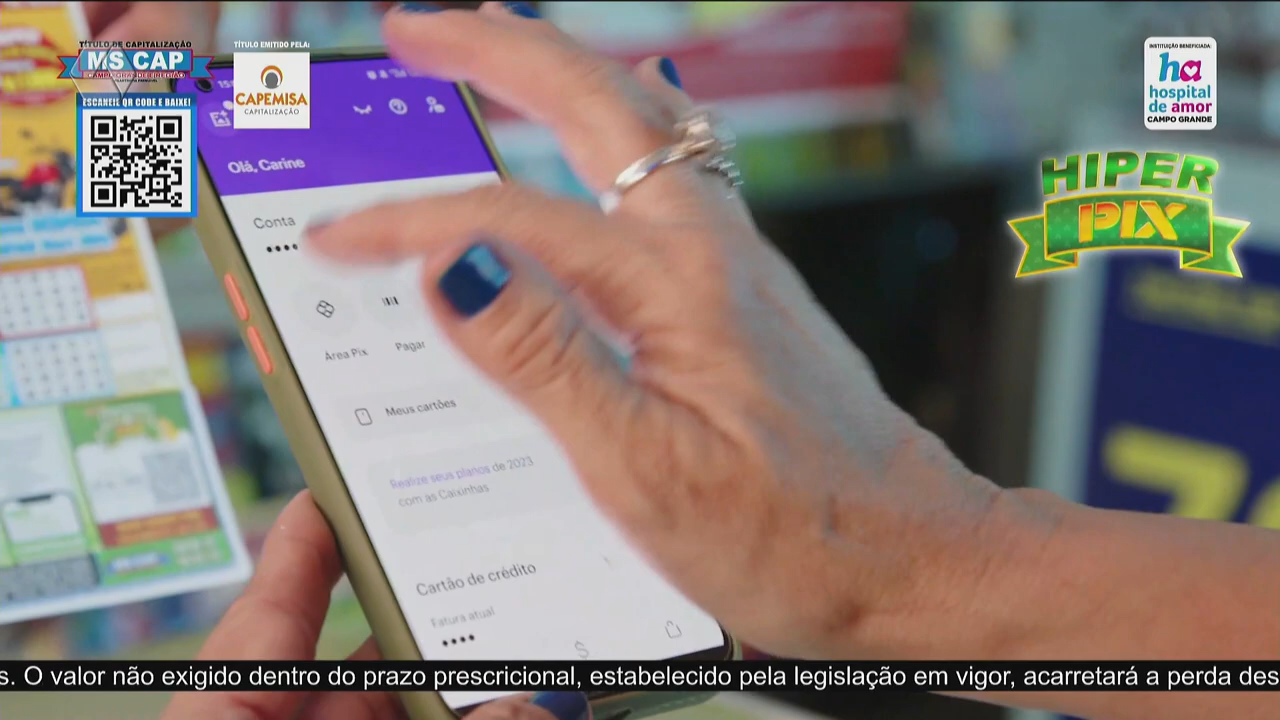 TÍTULO DE CAPITALIZAÇÃO
MS CAP
CAMPO GRANDE E REGIÃO
ESCANEIE QR CODE E BAIXE!
TÍTULO EMITIDO PELA:
CAPEMISA
CAPITALIZAÇÃO
INSTITUIÇÃO BENEFICIADA:
ha
hospital
de amor
CAMPO GRANDE
HIPER
PIX
Olá, Carine
Conta
Área Pix
Pagar
Meus cartões
Realize seus planos de 2023
com as Caixinhas
Cartão de crédito
Fatura atual
s. O valor não exigido dentro do prazo prescricional, estabelecido pela legislação em vigor, acarretará a perda des